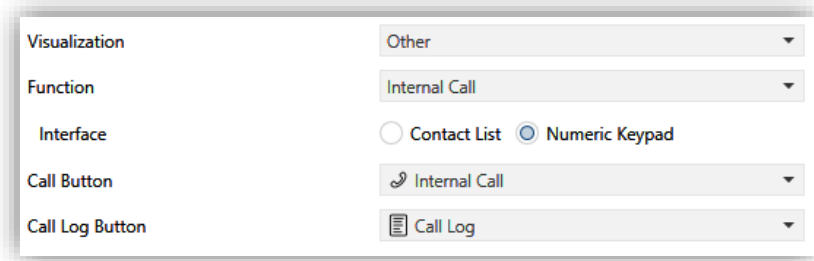 Visualization Other
Function Internal Call
Interface Contact List Numeric Keypad
Call Button Internal Call
Call Log Button Call Log